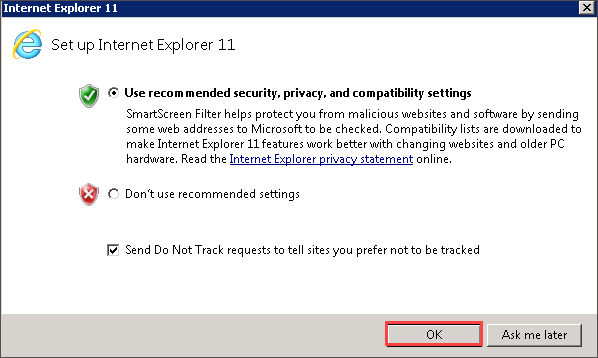 Internet Explorer 11
Set up Internet Explorer 11
Use recommended security, privacy, and compatibility settings
SmartScreen Filter helps protect you from malicious websites and software by sending
some web addresses to Microsoft to be checked. Compatibility lists are downloaded to
make Internet Explorer 11 features work better with changing websites and older PC
hardware. Read the Internet Explorer privacy statement online.
Don't use recommended settings
Send Do Not Track requests to tell sites you prefer not to be tracked
OK
Ask me later